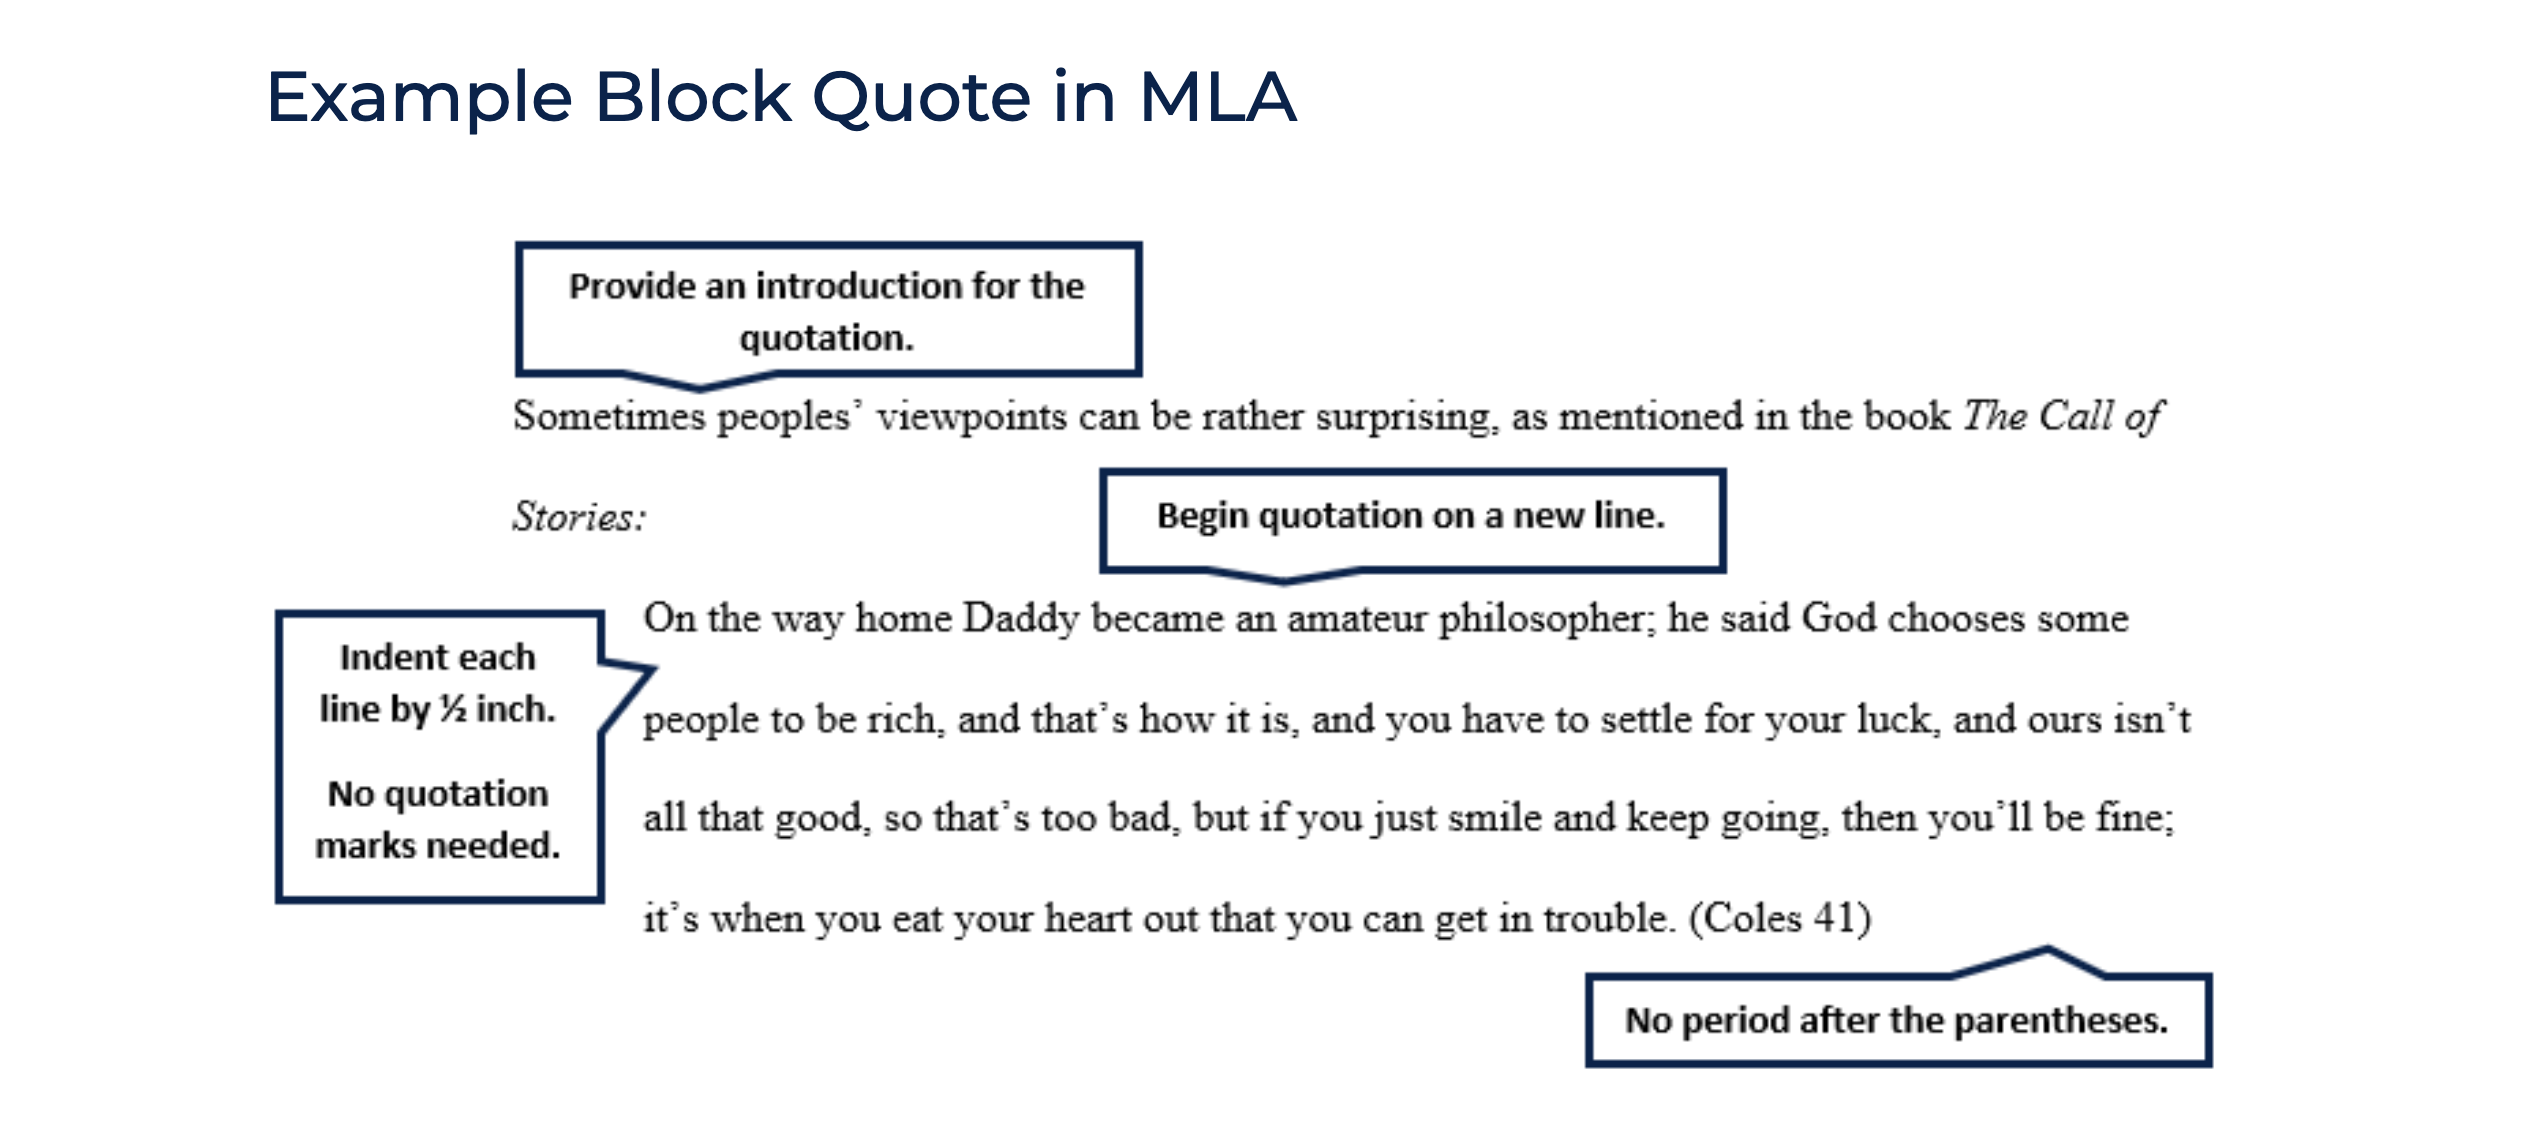 Example Block Quote in MLA
Provide an introduction for the
quotation.
Sometimes peoples’ viewpoints can be rather surprising, as mentioned in the book The Call of
Stories:
Begin quotation on a new line.
On the way home Daddy became an amateur philosopher; he said God chooses some
people to be rich, and that’s how it is, and you have to settle for your luck, and ours isn’t
all that good, so that’s too bad, but if you just smile and keep going, then you’ll be fine;
it’s when you eat your heart out that you can get in trouble. (Coles 41)
Indent each
line by ½ inch.
No quotation
marks needed.
No period after the parentheses.